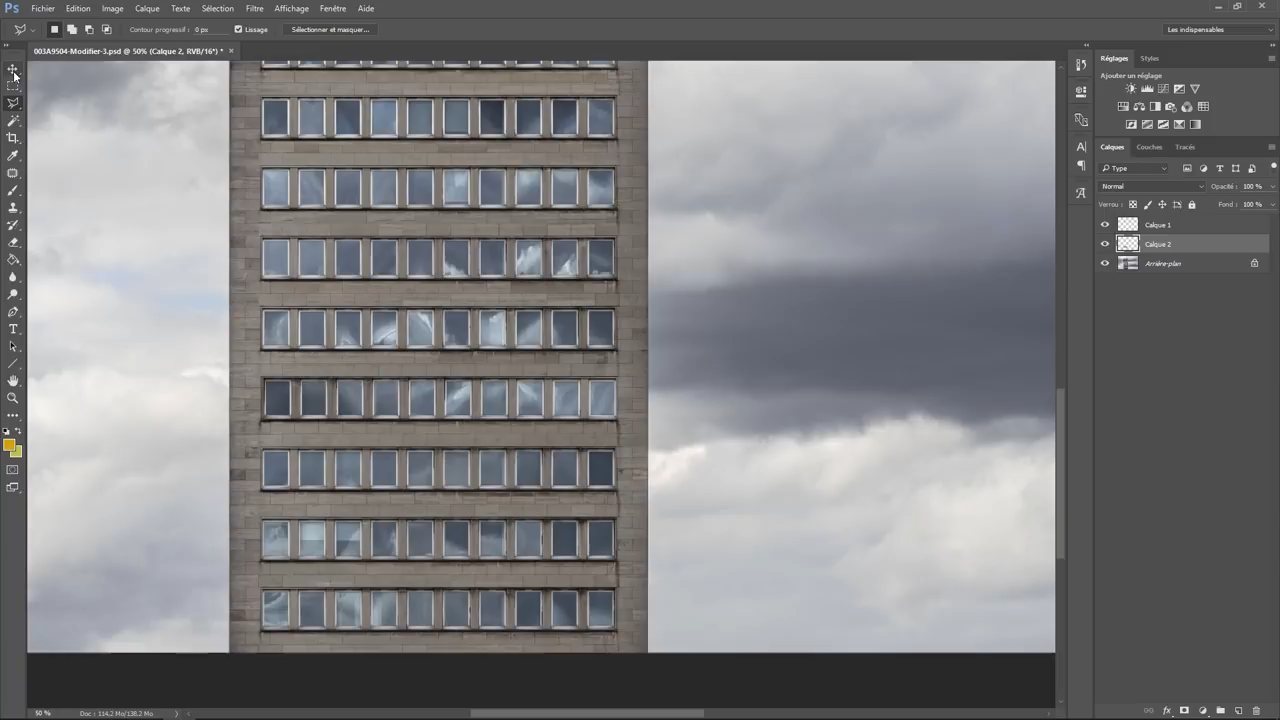 Ps Fichier Edition Image Calque Texte Sélection Filtre Affichage Fenêtre Aide
Contour progressif : 0 px Lissage Sélectionner et masquer... Les indispensables
003A9504-Modifier-3.psd @ 50% (Calque 2, RVB/16*) * ×
Réglages Styles
Ajouter un réglage
Calques Couches Tracés
Type
Normal Opacité : 100 %
Verrou : Fond : 100 %
Calque 1
Calque 2
Arrière-plan
50 % Doc : 114.2 Mo/138.2 Mo